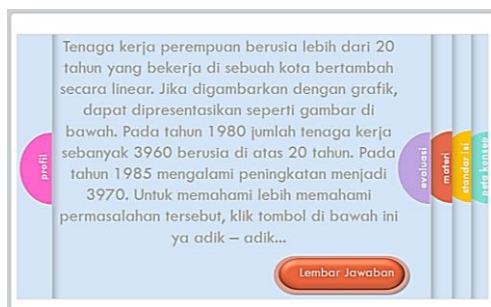 Tenaga kerja perempuan berusia lebih dari 20
tahun yang bekerja di sebuah kota bertambah
secara linear. Jika digambarkan dengan grafik,
dapat dipresentasikan seperti gambar di
bawah. Pada tahun 1980 jumlah tenaga kerja
sebanyak 3960 berusia di atas 20 tahun. Pada
tahun 1985 mengalami peningkatan menjadi
3970. Untuk memahami lebih memahami
permasalahan tersebut, klik tombol di bawah ini
ya adik – adik...
Lembar Jawaban
profil
evaluasi
materi
standar isi
peta konsep